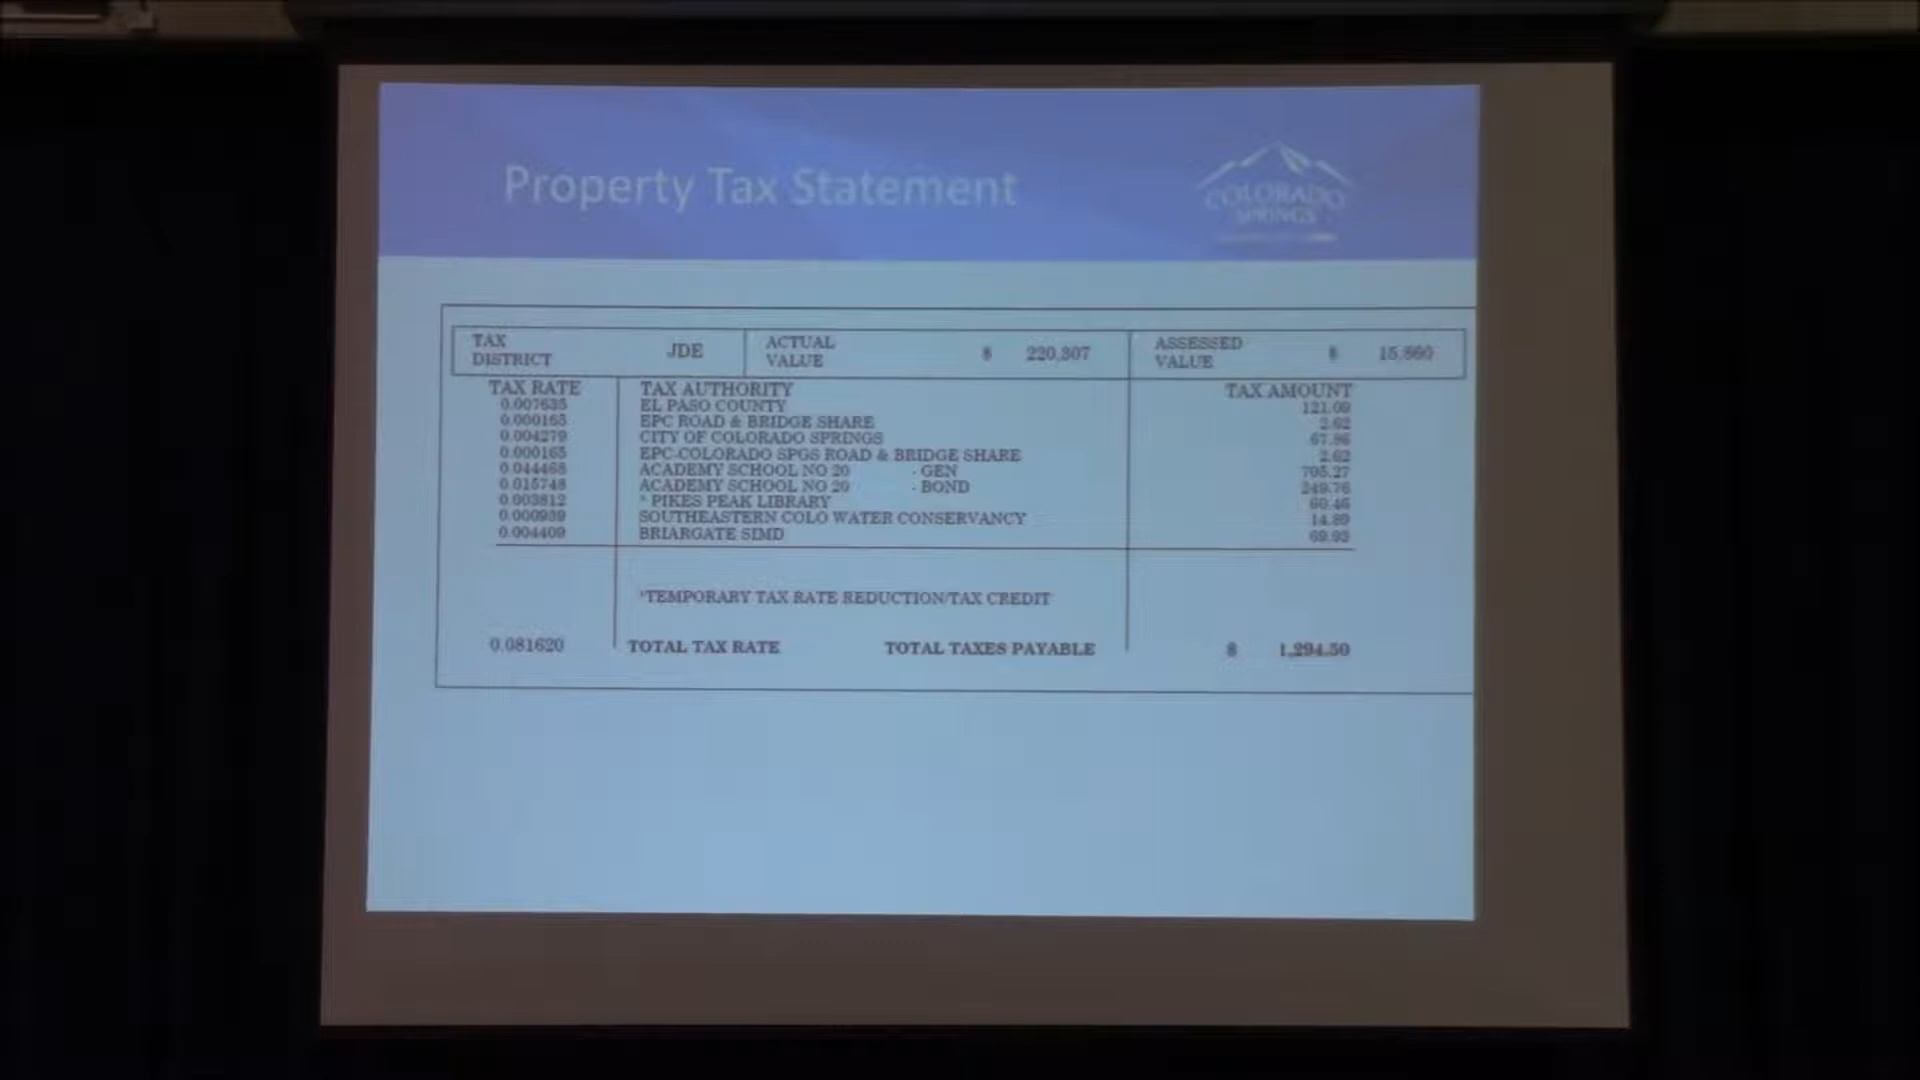 Property Tax Statement
COLORADO
SPRINGS
TAX DISTRICT JDE ACTUAL VALUE $ 220,307 ASSESSED VALUE $ 15,860
TAX RATE TAX AUTHORITY TAX AMOUNT
0.007635 EL PASO COUNTY 121.09
0.000165 EPC ROAD & BRIDGE SHARE 2.62
0.004279 CITY OF COLORADO SPRINGS 67.86
0.000165 EPC-COLORADO SPGS ROAD & BRIDGE SHARE 2.62
0.044468 ACADEMY SCHOOL NO 20 - GEN 705.27
0.015748 ACADEMY SCHOOL NO 20 - BOND 249.76
0.003812 * PIKES PEAK LIBRARY 60.46
0.000939 SOUTHEASTERN COLO WATER CONSERVANCY 14.89
0.004409 BRIARGATE SIMD 69.93
*TEMPORARY TAX RATE REDUCTION/TAX CREDIT
0.081620 TOTAL TAX RATE TOTAL TAXES PAYABLE $ 1,294.50